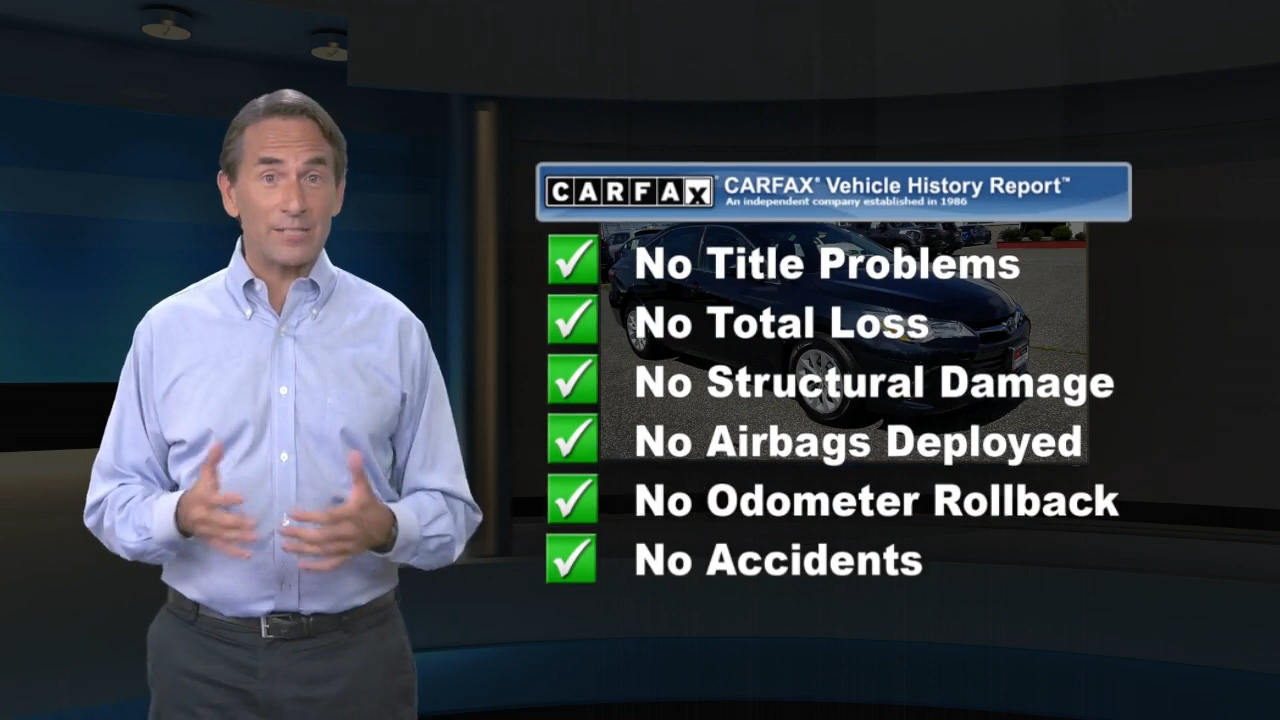 CARFAX CARFAX® Vehicle History Report™
An independent company established in 1986
No Title Problems
No Total Loss
No Structural Damage
No Airbags Deployed
No Odometer Rollback
No Accidents